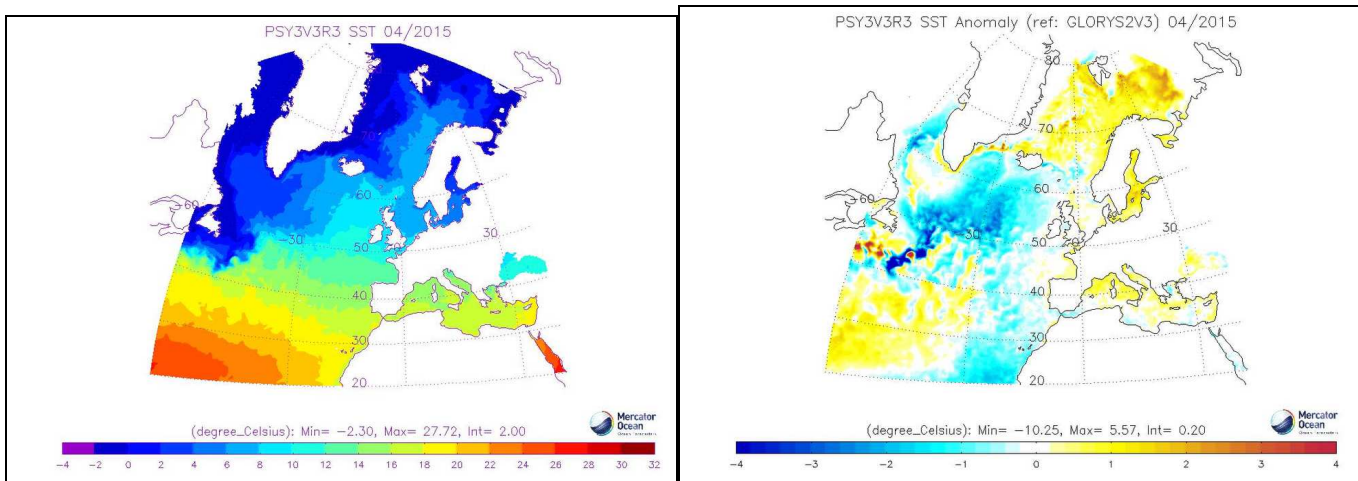 PSY3V3R3 SST 04/2015
80
70
60
-60
-30
30
50
40
30
20
Mercator
Ocean
(degree_Celsius): Min= -2.30, Max= 27.72, Int= 2.00
-4 -2 0 2 4 6 8 10 12 14 16 18 20 22 24 26 28 30 32
PSY3V3R3 SST Anomaly (ref: GLORYS2V3) 04/2015
80
70
60
-60
-30
30
50
40
30
20
Mercator
Ocean
(degree_Celsius): Min= -10.25, Max= 5.57, Int= 0.20
-4 -3 -2 -1 0 1 2 3 4